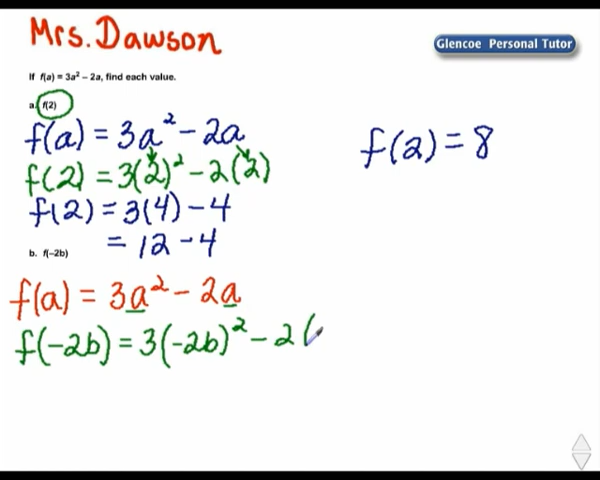 Mrs. Dawson
Glencoe Personal Tutor
If f(a) = 3a² – 2a, find each value.
a. f(2)
f(a) = 3a² – 2a
f(2) = 8
f(2) = 3(2)² – 2(2)
f(2) = 3(4) – 4
= 12 – 4
b. f(–2b)
f(a) = 3a² – 2a
f(–2b) = 3(–2b)² – 2(